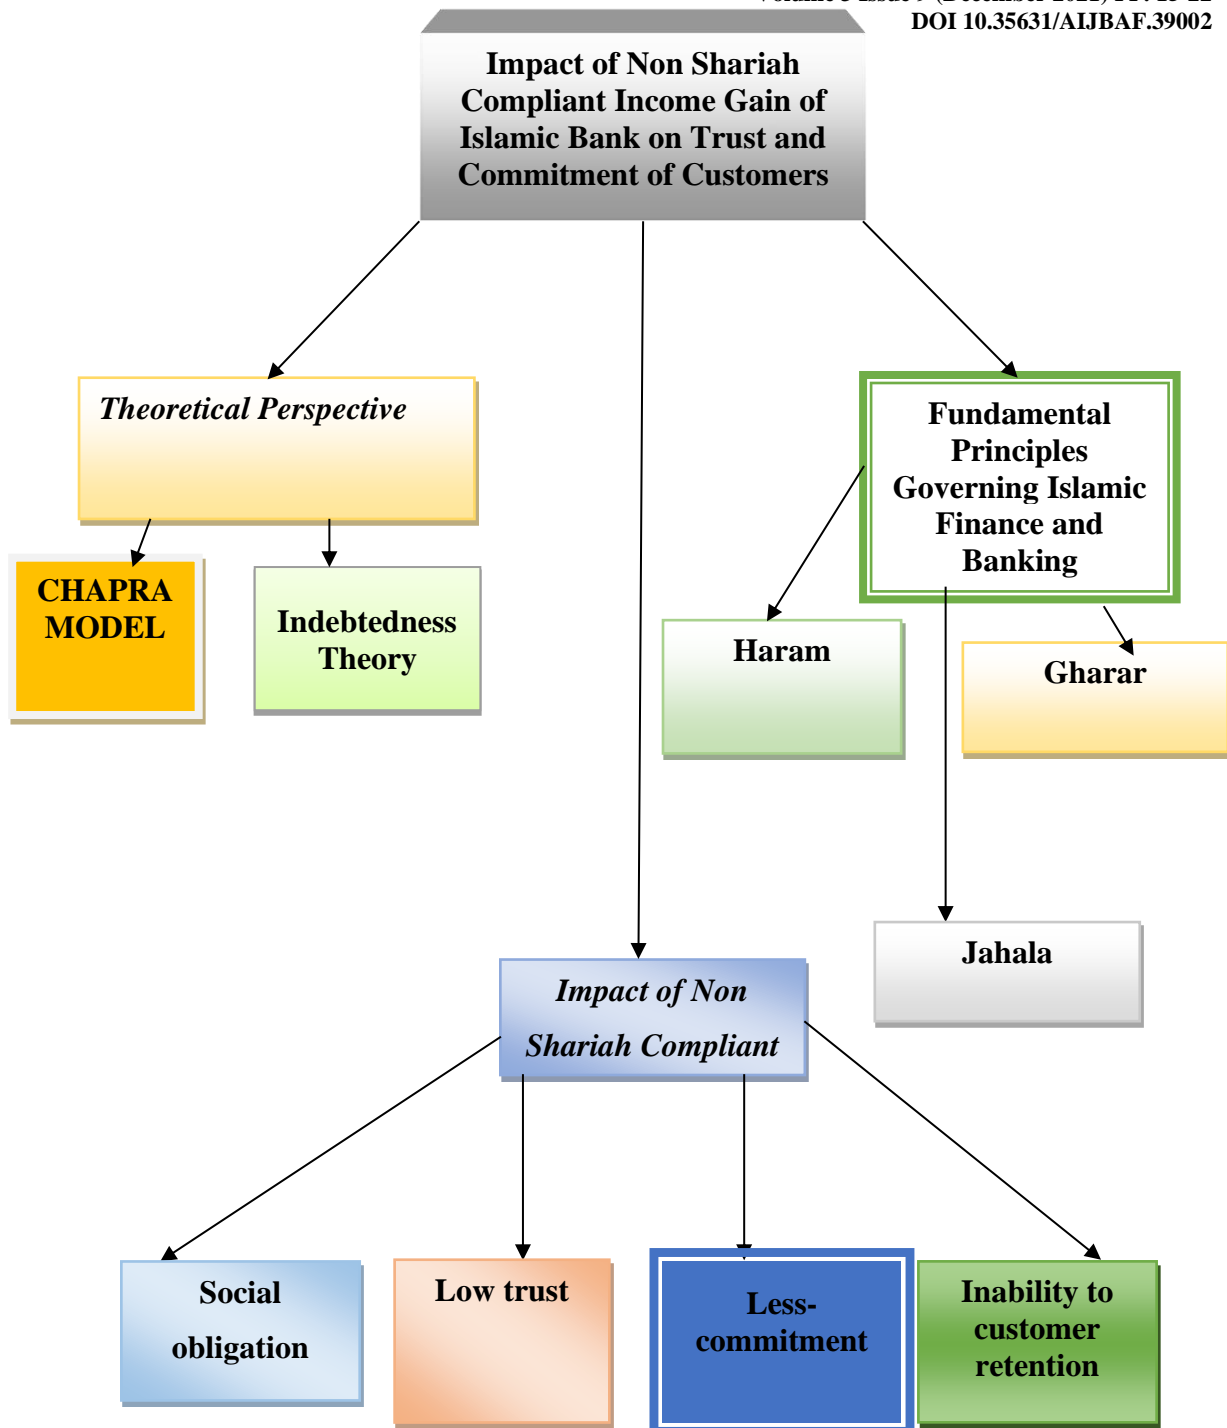 DOI 10.35631/AIJBAF.39002
Impact of Non Shariah
Compliant Income Gain of
Islamic Bank on Trust and
Commitment of Customers
Theoretical Perspective
Fundamental
Principles
Governing Islamic
Finance and
Banking
CHAPRA
MODEL
Indebtedness
Theory
Haram
Gharar
Jahala
Impact of Non
Shariah Compliant
Social
obligation
Low trust
Less-
commitment
Inability to
customer
retention